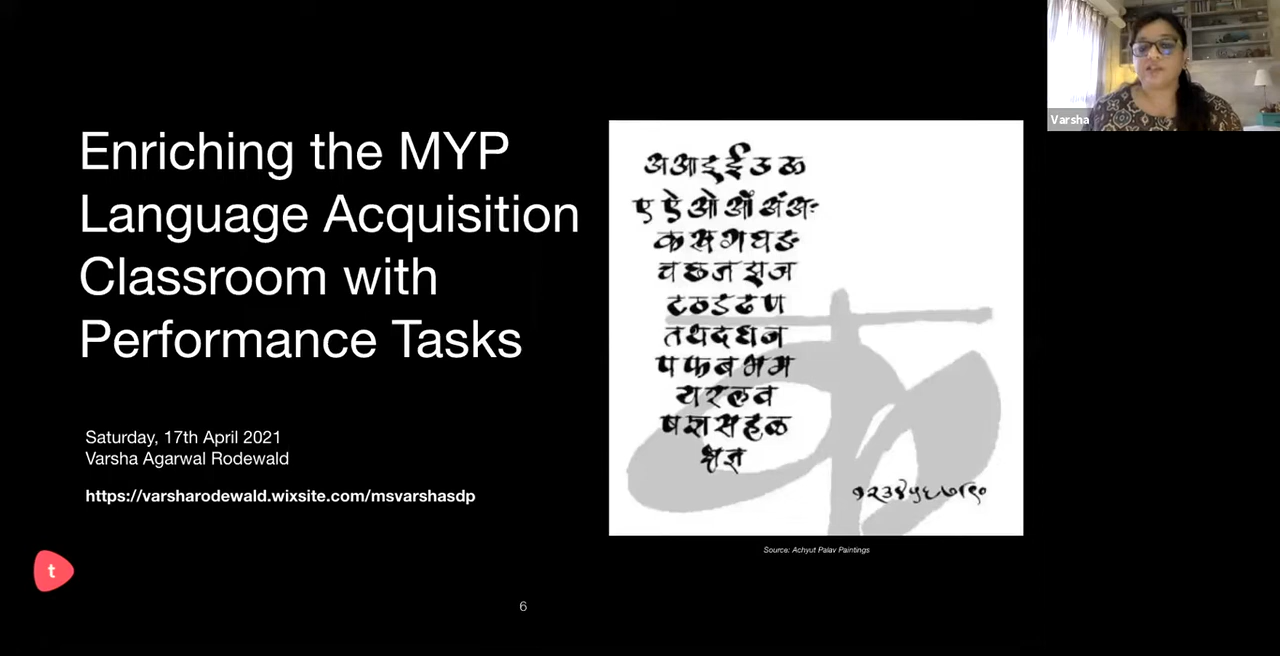 Enriching the MYP
Language Acquisition
Classroom with
Performance Tasks
Saturday, 17th April 2021
Varsha Agarwal Rodewald
https://varsharodewald.wixsite.com/msvarshasdp
t
6
Varsha
अ आ इ ई उ ऊ
ए ऐ ओ औ अं अः
क ख ग घ ङ
च छ ज झ ञ
ट ठ ड ढ ण
त थ द ध न
प फ ब भ म
य र ल व
ष श स ह ळ
क्ष ज्ञ
१२३४५६७८९०
क
Source: Achyut Palav Paintings